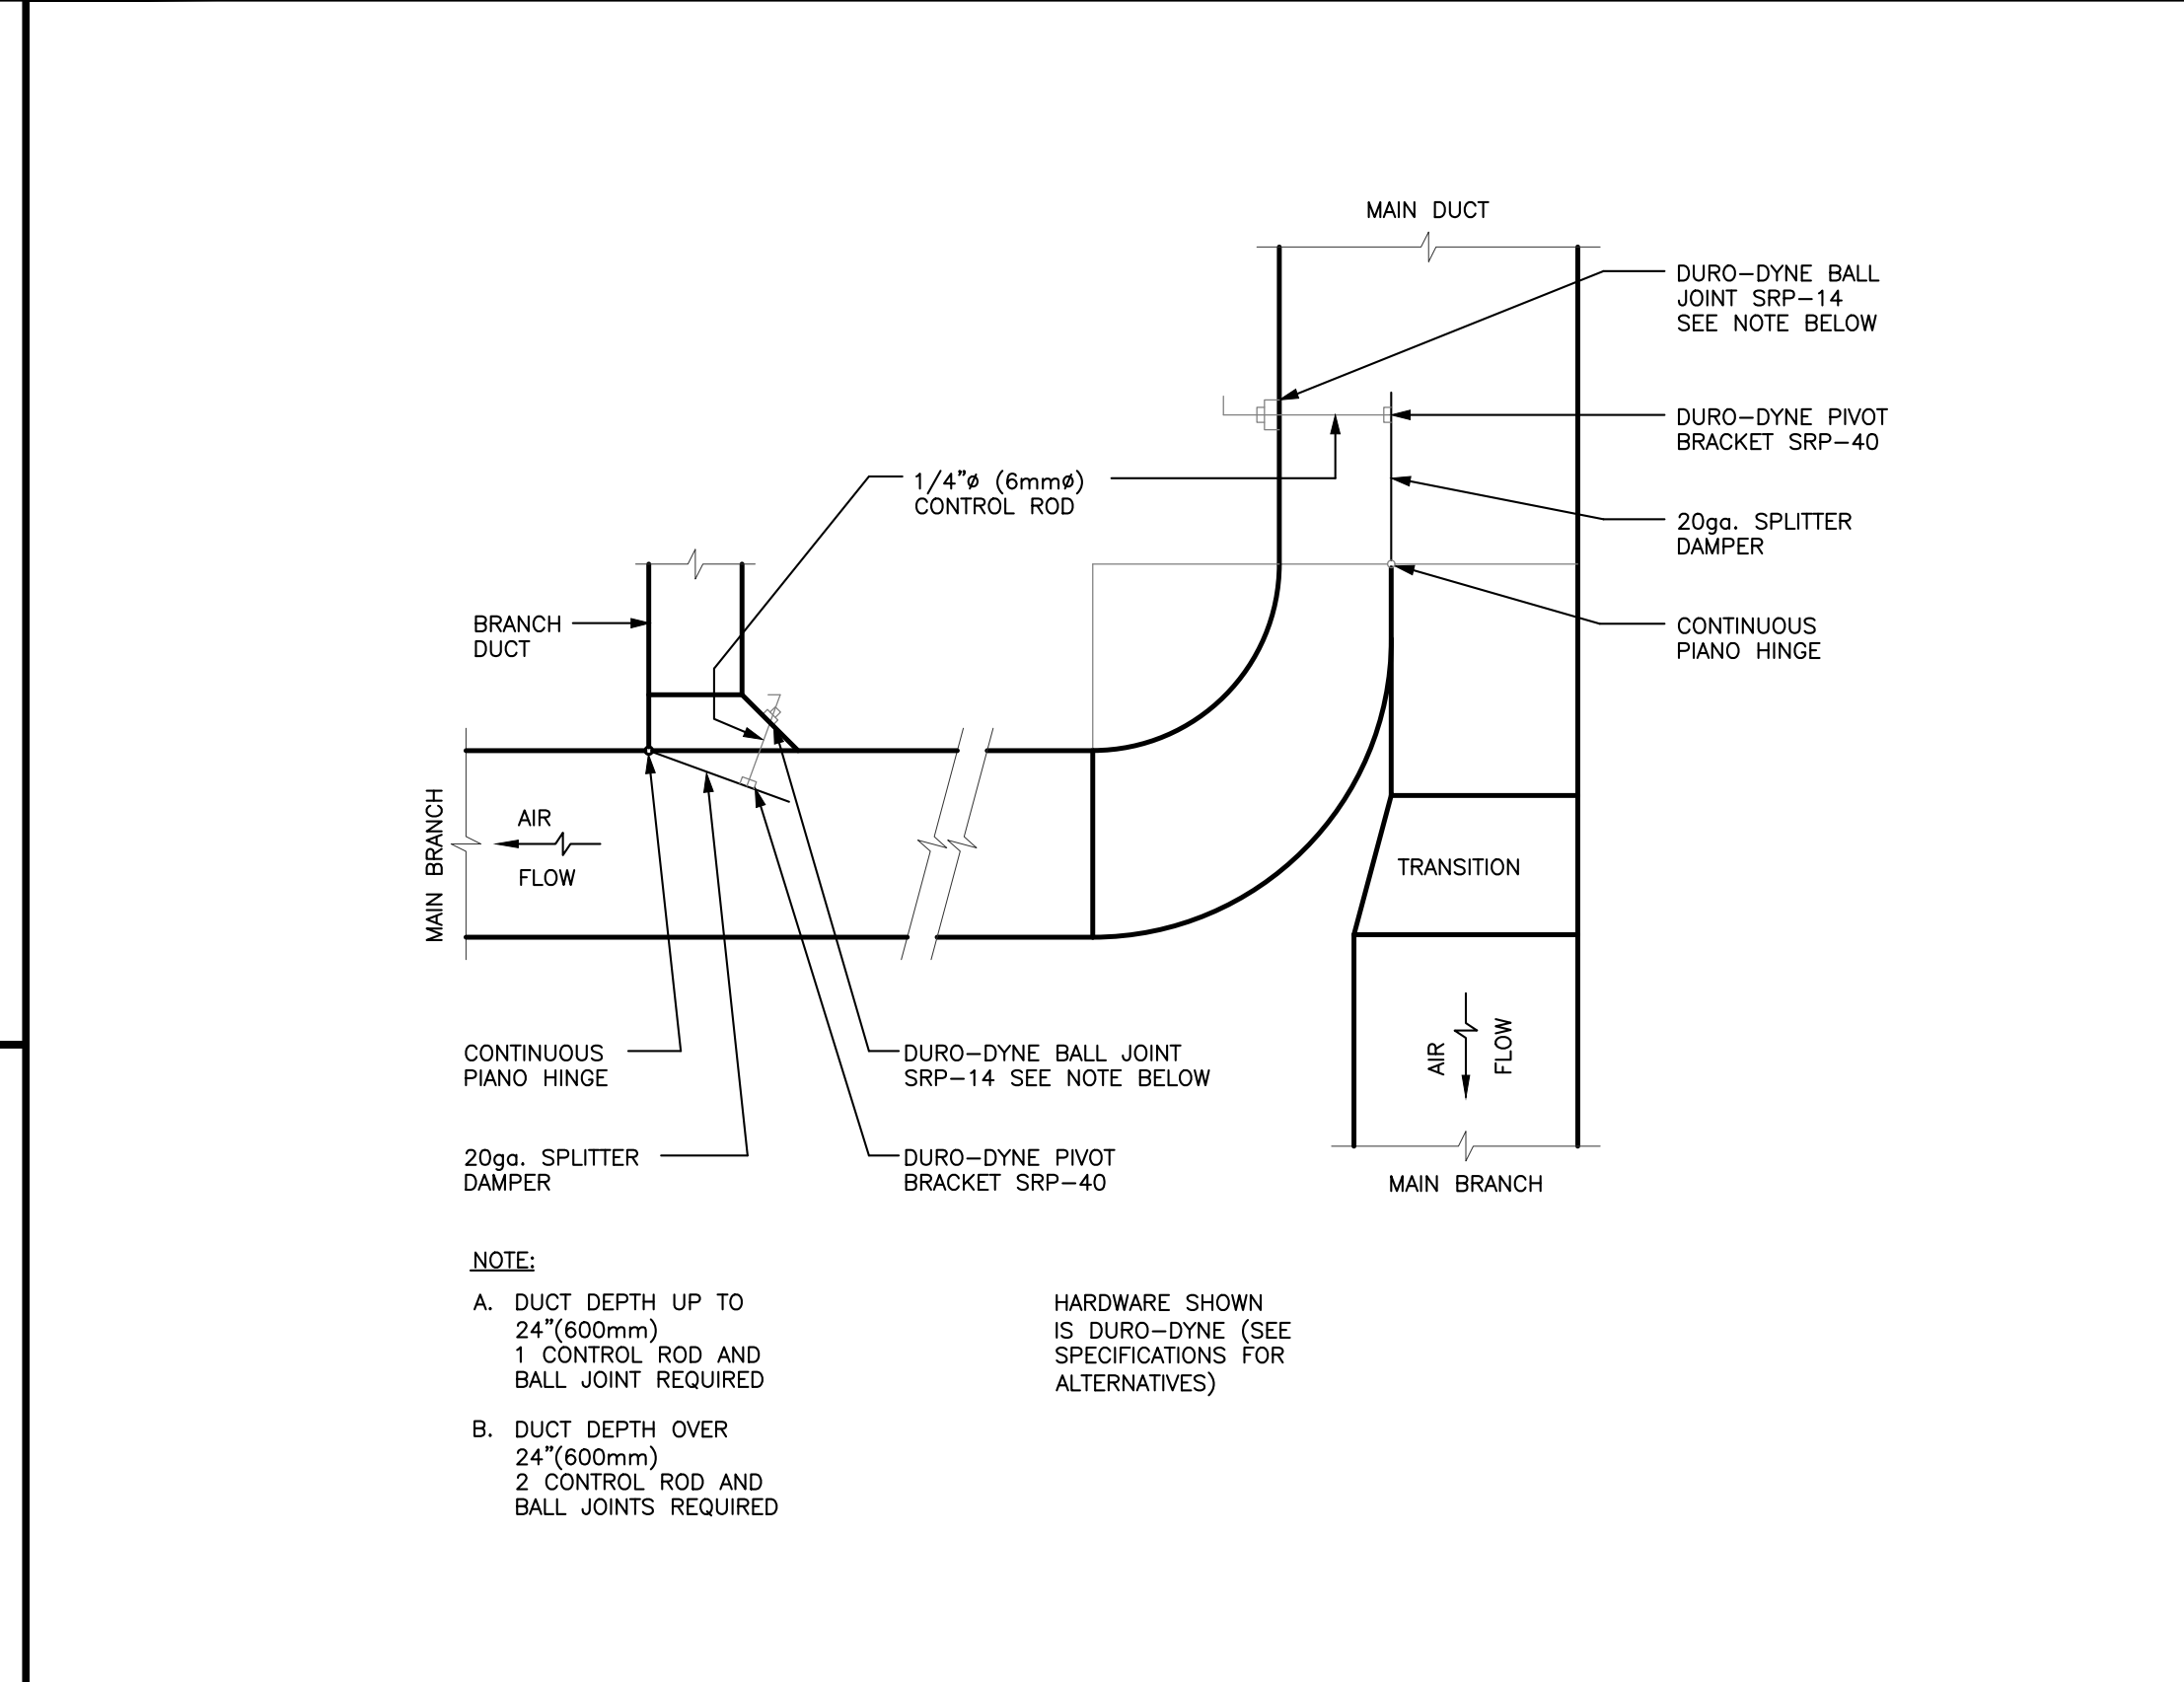 MAIN DUCT
DURO-DYNE BALL
JOINT SRP-14
SEE NOTE BELOW
DURO-DYNE PIVOT
BRACKET SRP-40
1/4"ø (6mmø)
CONTROL ROD
20ga. SPLITTER
DAMPER
BRANCH
DUCT
CONTINUOUS
PIANO HINGE
MAIN BRANCH
AIR
FLOW
TRANSITION
AIR
FLOW
CONTINUOUS
PIANO HINGE
DURO-DYNE BALL JOINT
SRP-14 SEE NOTE BELOW
20ga. SPLITTER
DAMPER
DURO-DYNE PIVOT
BRACKET SRP-40
MAIN BRANCH
NOTE:
A. DUCT DEPTH UP TO
24"(600mm)
1 CONTROL ROD AND
BALL JOINT REQUIRED
B. DUCT DEPTH OVER
24"(600mm)
2 CONTROL ROD AND
BALL JOINTS REQUIRED
HARDWARE SHOWN
IS DURO-DYNE (SEE
SPECIFICATIONS FOR
ALTERNATIVES)